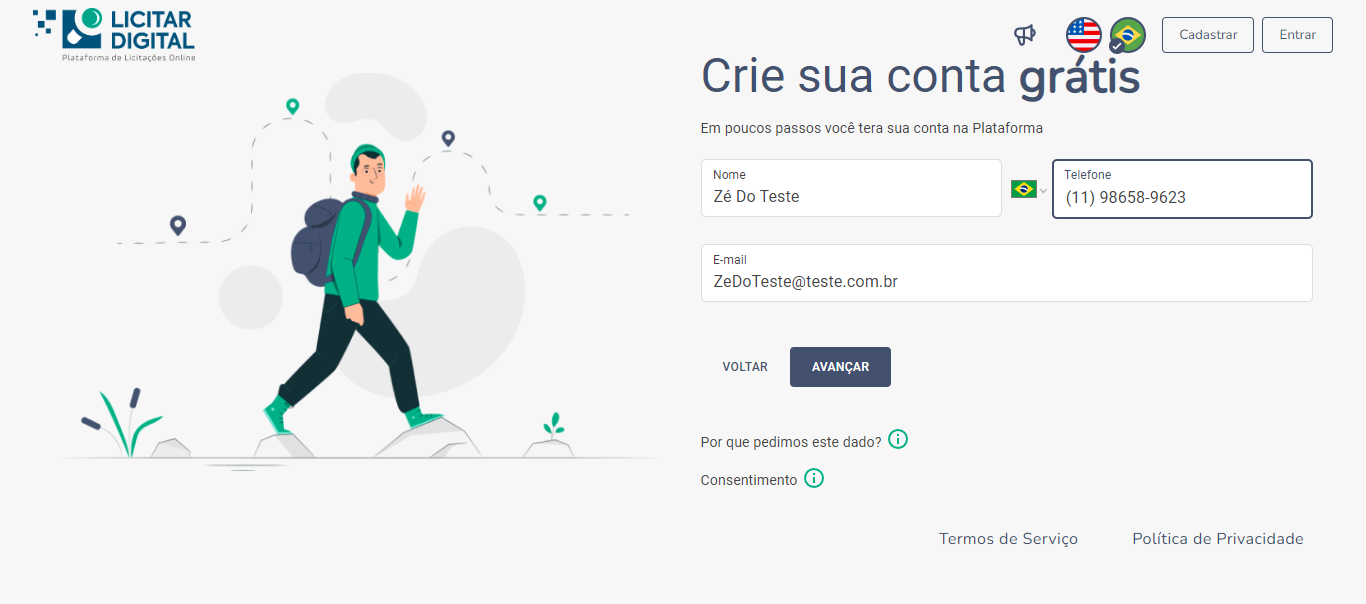 LICITAR
DIGITAL
Plataforma de Licitações Online
Cadastrar
Entrar
Crie sua conta grátis
Em poucos passos você tera sua conta na Plataforma
Nome
Zé Do Teste
Telefone
(11) 98658-9623
E-mail
ZeDoTeste@teste.com.br
VOLTAR
AVANÇAR
Por que pedimos este dado?
Consentimento
Termos de Serviço
Política de Privacidade